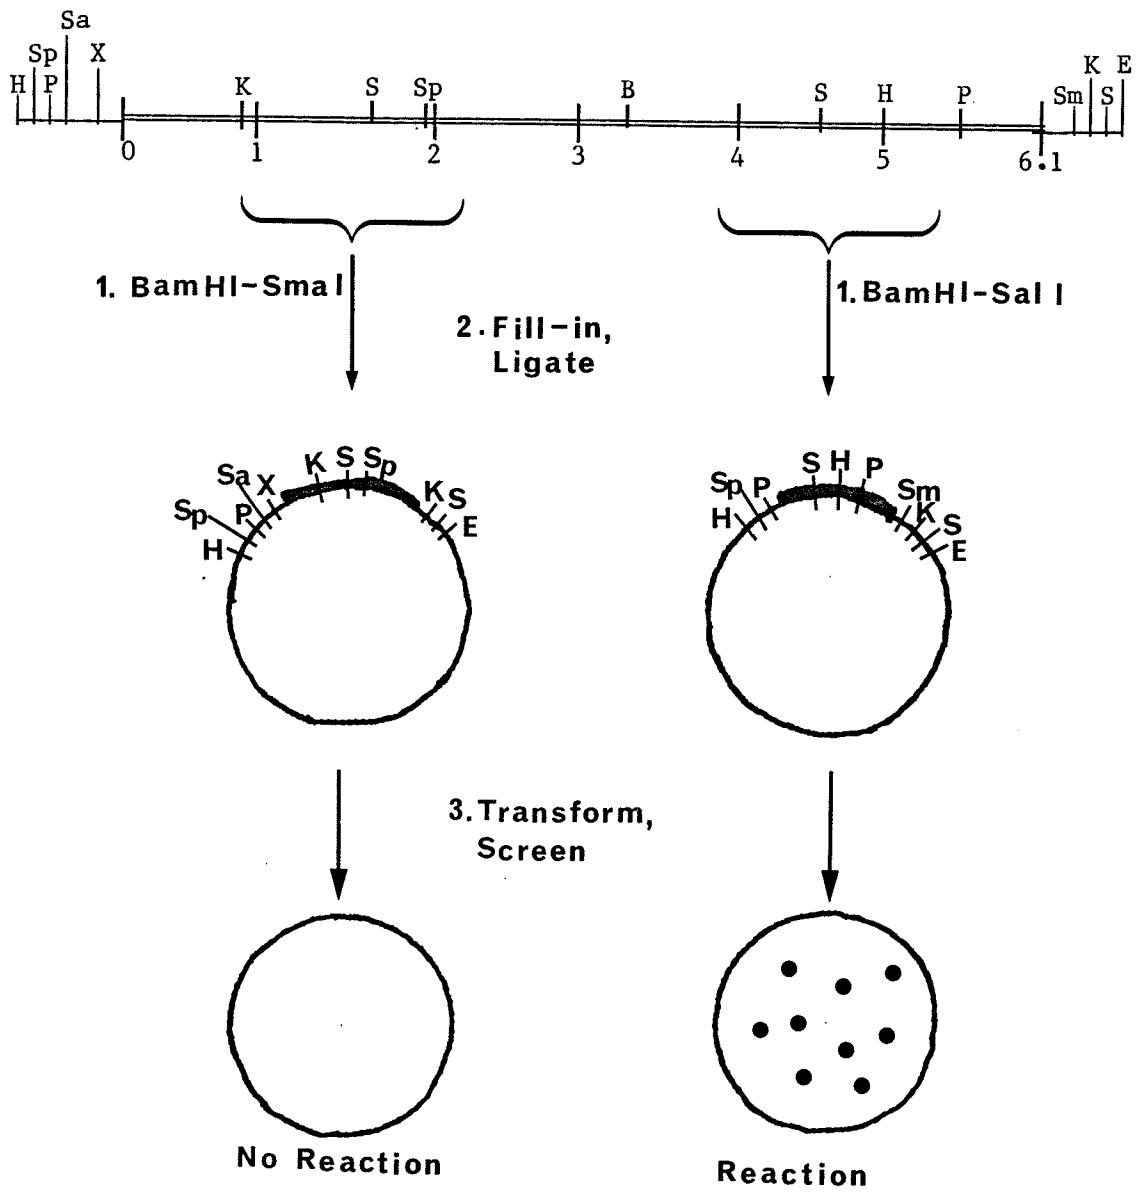 Sa
Sp X
H P K S Sp B S H P Sm K S E
0 1 2 3 4 5 6.1
1. BamHI-SmaI
1. BamHI-Sal I
2. Fill-in,
Ligate
Sa X K S Sp K S
Sp P E
H
Sp P S H P Sm
H K S
E
3. Transform,
Screen
No Reaction
Reaction